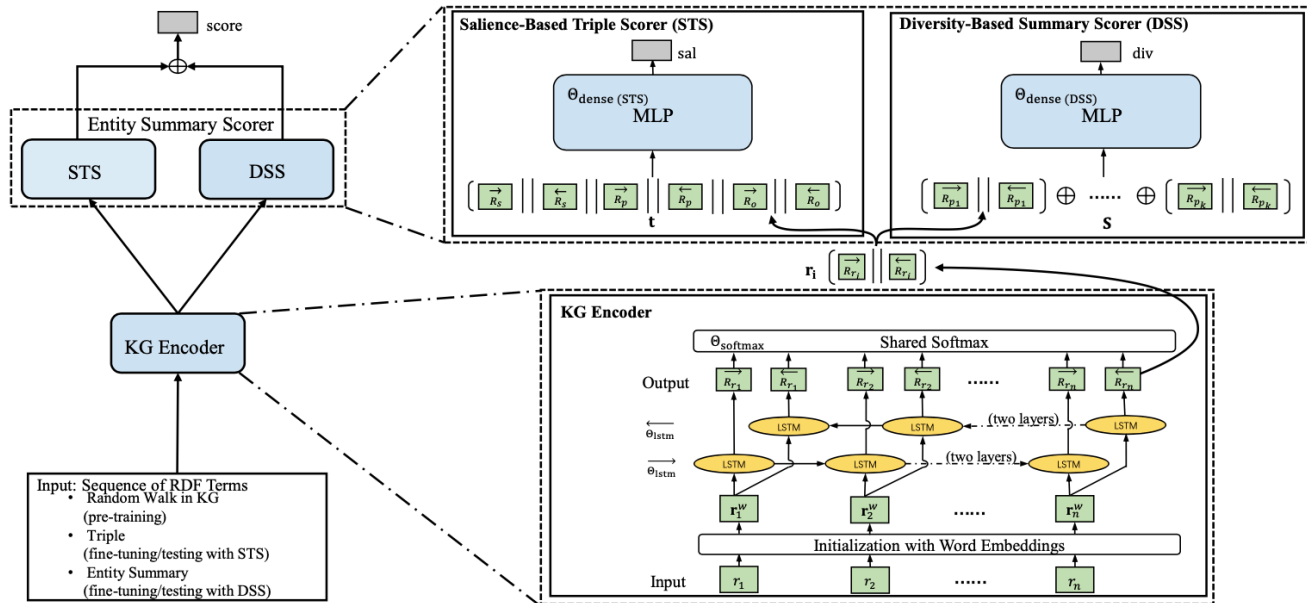 score
Entity Summary Scorer
STS
DSS
KG Encoder
Input: Sequence of RDF Terms
• Random Walk in KG
(pre-training)
• Triple
(fine-tuning/testing with STS)
• Entity Summary
(fine-tuning/testing with DSS)
Salience-Based Triple Scorer (STS)
sal
Θdense (STS)
MLP
( →Rs || ←Rs || →Rp || ←Rp || →Ro || ←Ro )
t
Diversity-Based Summary Scorer (DSS)
div
Θdense (DSS)
MLP
( →Rp1 || ←Rp1 ) ⊕ ...... ⊕ ( →Rpk || ←Rpk )
S
ri ( →Rri || ←Rri )
KG Encoder
Θsoftmax Shared Softmax
Output →Rr1 ←Rr1 →Rr2 ←Rr2 ...... →Rrn ←Rrn
←Θlstm LSTM LSTM (two layers) LSTM
→Θlstm LSTM LSTM (two layers) LSTM
r1^w r2^w ...... rn^w
Initialization with Word Embeddings
Input r1 r2 ...... rn